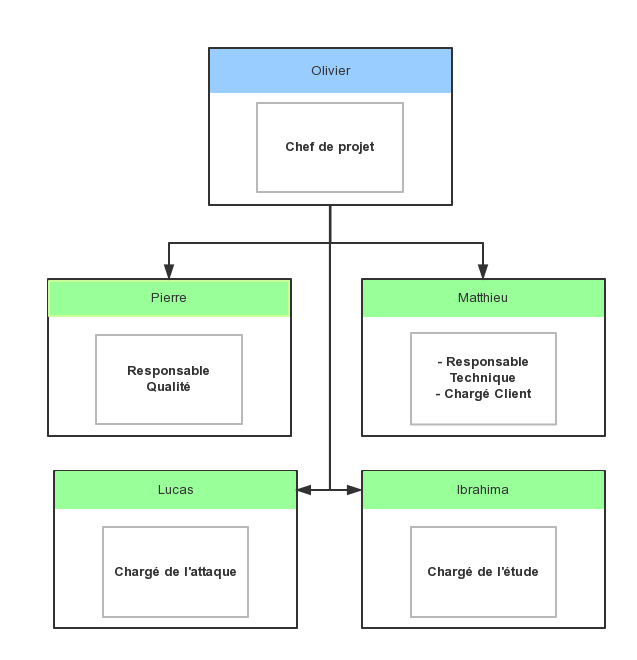 Olivier
Chef de projet
Pierre
Responsable
Qualité
Matthieu
- Responsable
Technique
- Chargé Client
Lucas
Chargé de l'attaque
Ibrahima
Chargé de l'étude